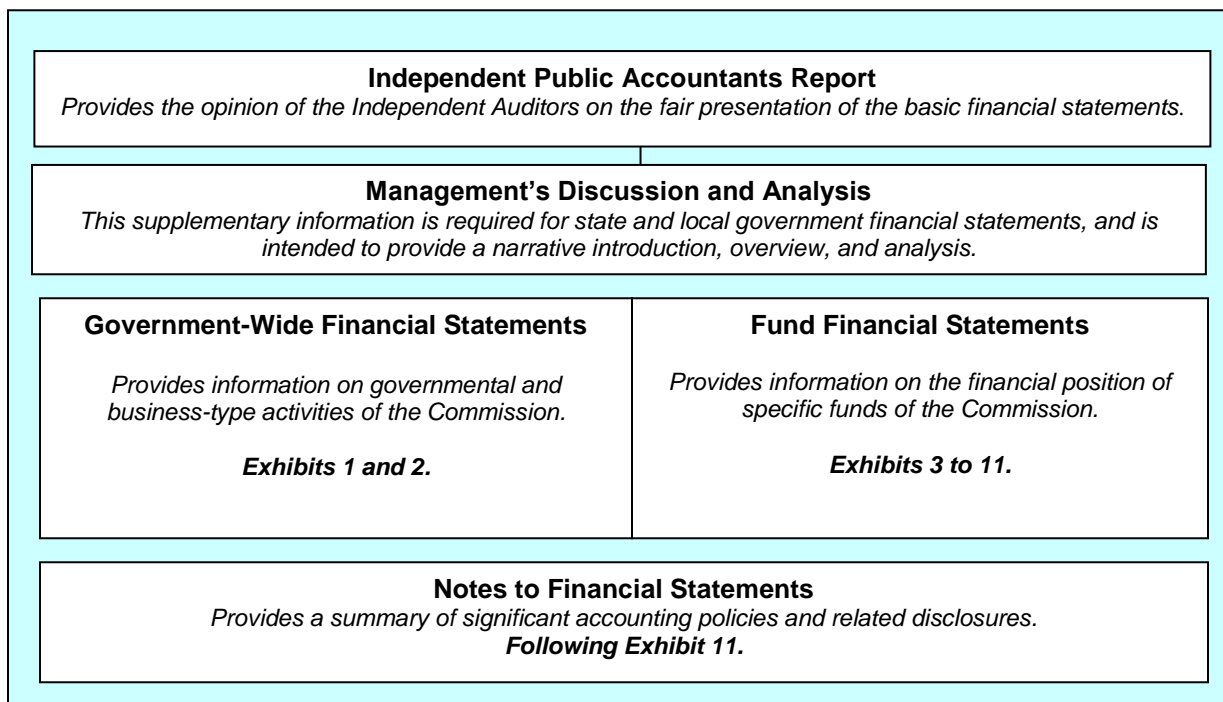 Independent Public Accountants Report
Provides the opinion of the Independent Auditors on the fair presentation of the basic financial statements.
Management’s Discussion and Analysis
This supplementary information is required for state and local government financial statements, and is
intended to provide a narrative introduction, overview, and analysis.
Government-Wide Financial Statements
Provides information on governmental and
business-type activities of the Commission.
Exhibits 1 and 2.
Fund Financial Statements
Provides information on the financial position of
specific funds of the Commission.
Exhibits 3 to 11.
Notes to Financial Statements
Provides a summary of significant accounting policies and related disclosures.
Following Exhibit 11.